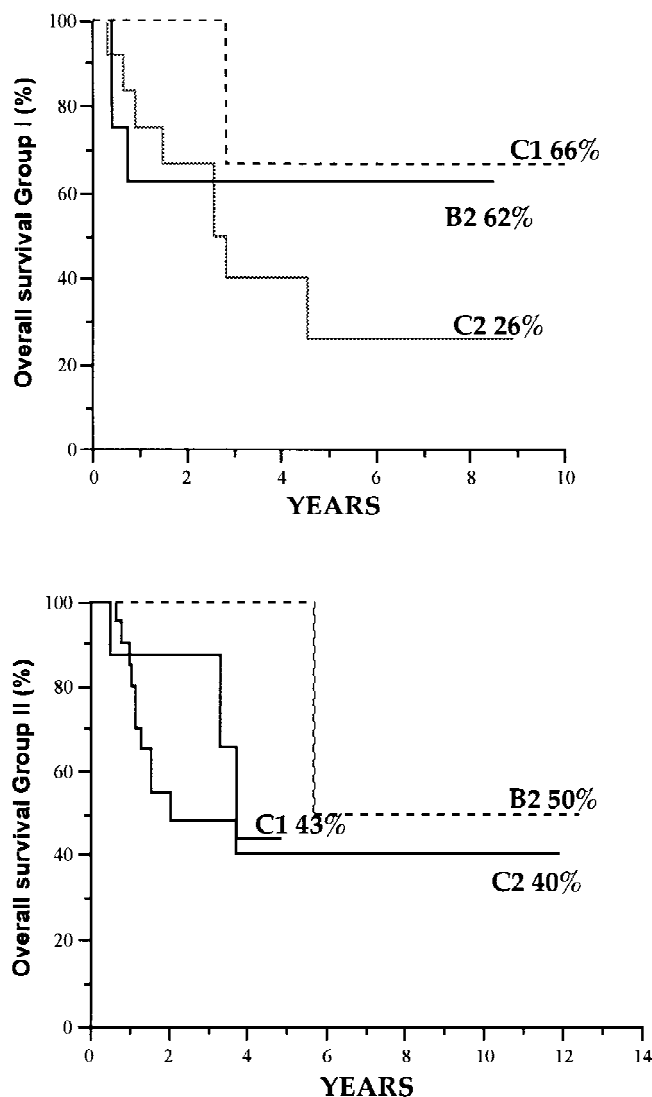 Overall survival Group I (%)
100
80
60
40
20
0
C1 66%
B2 62%
C2 26%
0 2 4 6 8 10
YEARS
Overall survival Group II (%)
100
80
60
40
20
0
B2 50%
C1 43%
C2 40%
0 2 4 6 8 10 12 14
YEARS